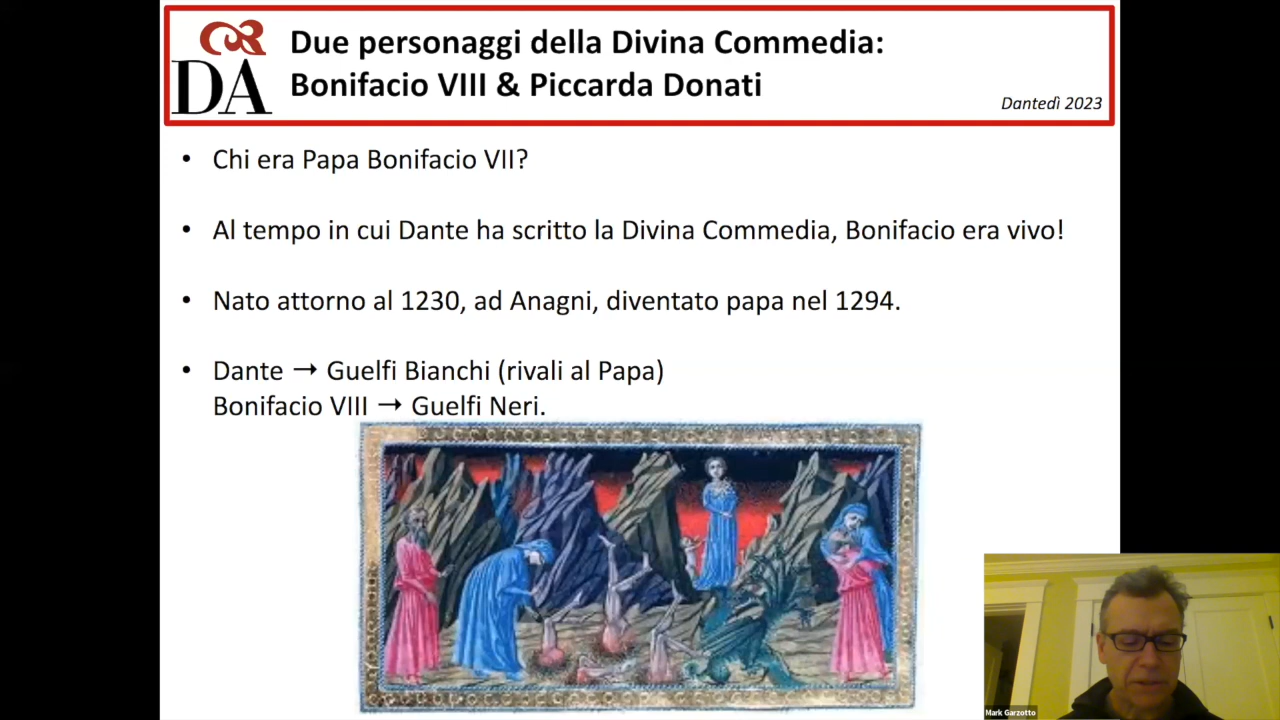 DA
Due personaggi della Divina Commedia:
Bonifacio VIII & Piccarda Donati
Dantedì 2023
• Chi era Papa Bonifacio VII?
• Al tempo in cui Dante ha scritto la Divina Commedia, Bonifacio era vivo!
• Nato attorno al 1230, ad Anagni, diventato papa nel 1294.
• Dante → Guelfi Bianchi (rivali al Papa)
Bonifacio VIII → Guelfi Neri.
Mark Garzotto